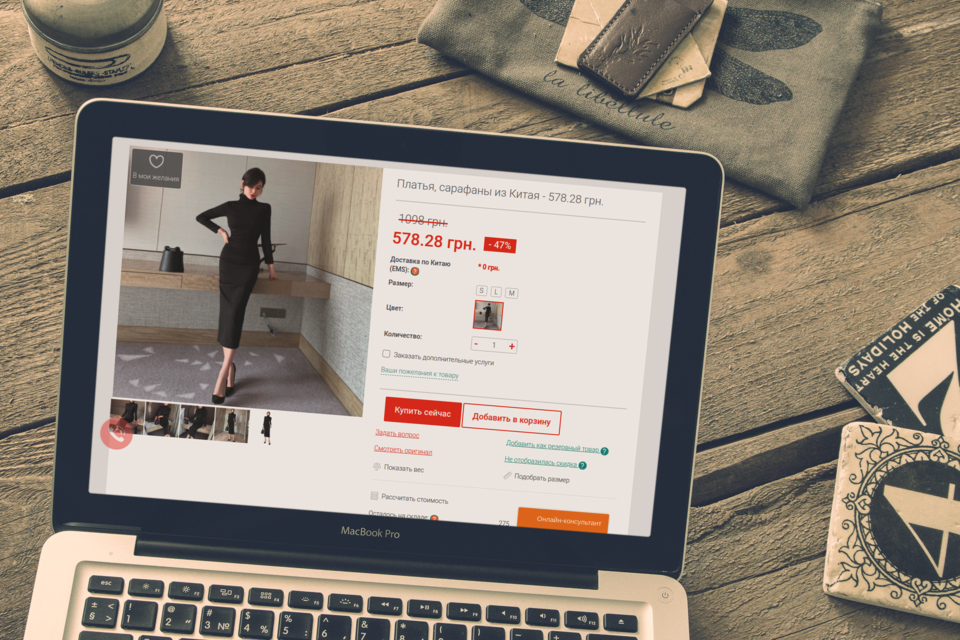 la libellule
HOME IS THE HEART
OF THE HOLIDAYS
В мои желания
Платья, сарафаны из Китая - 578.28 грн.
1098 грн.
578.28 грн. - 47%
Доставка по Китаю
(EMS): ? * 0 грн.
Размер: S L M
Цвет:
Количество: - 1 +
Заказать дополнительные услуги
Ваши пожелания к товару
Купить сейчас Добавить в корзину
Задать вопрос Добавить как резервный товар ?
Смотреть оригинал Не отобразилась скидка ?
Показать вес Подобрать размер
Рассчитать стоимость
Осталось на складе ? 275 Онлайн-консультант
MacBook Pro
esc